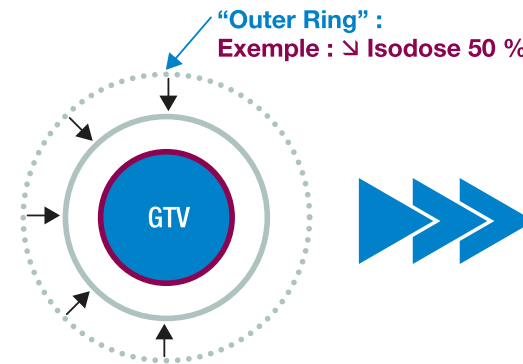 “Outer Ring” :
Exemple : ↘ Isodose 50 %
GTV